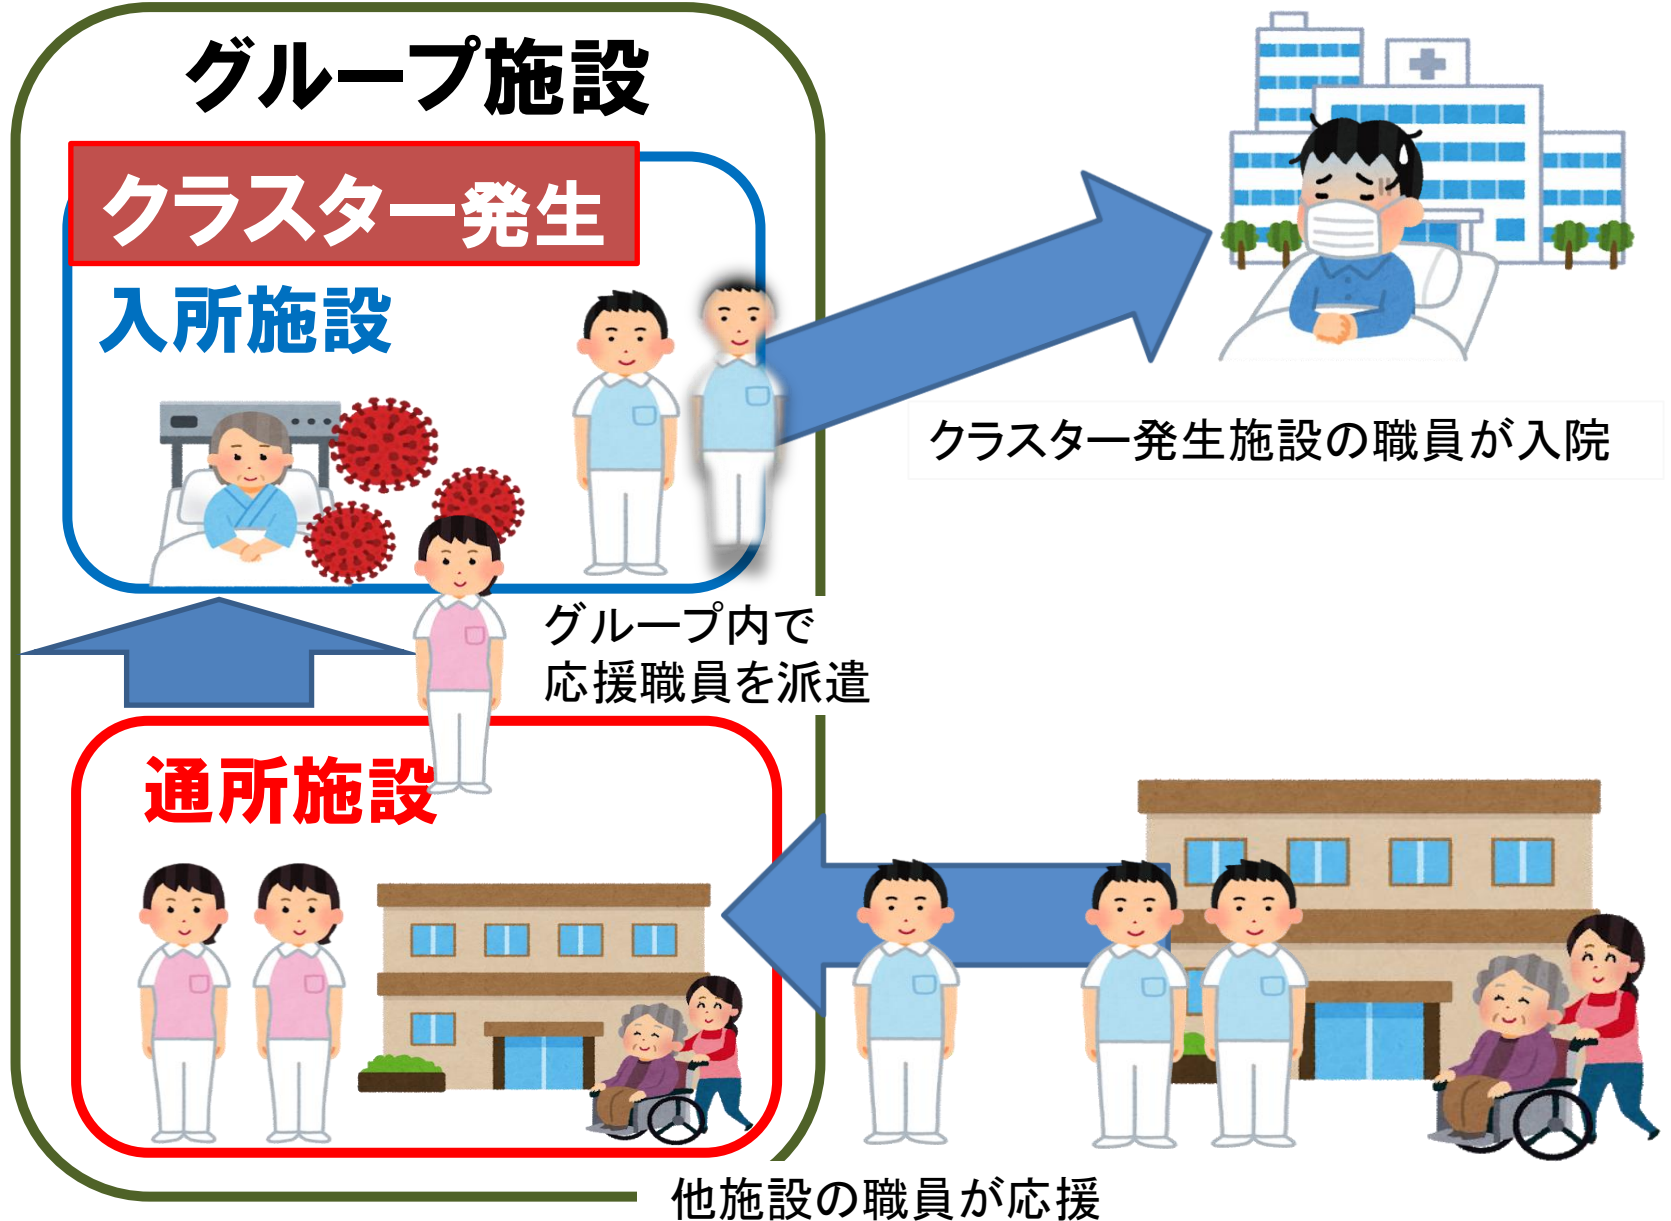 グループ施設
クラスター発生
入所施設
クラスター発生施設の職員が入院
グループ内で
応援職員を派遣
通所施設
他施設の職員が応援